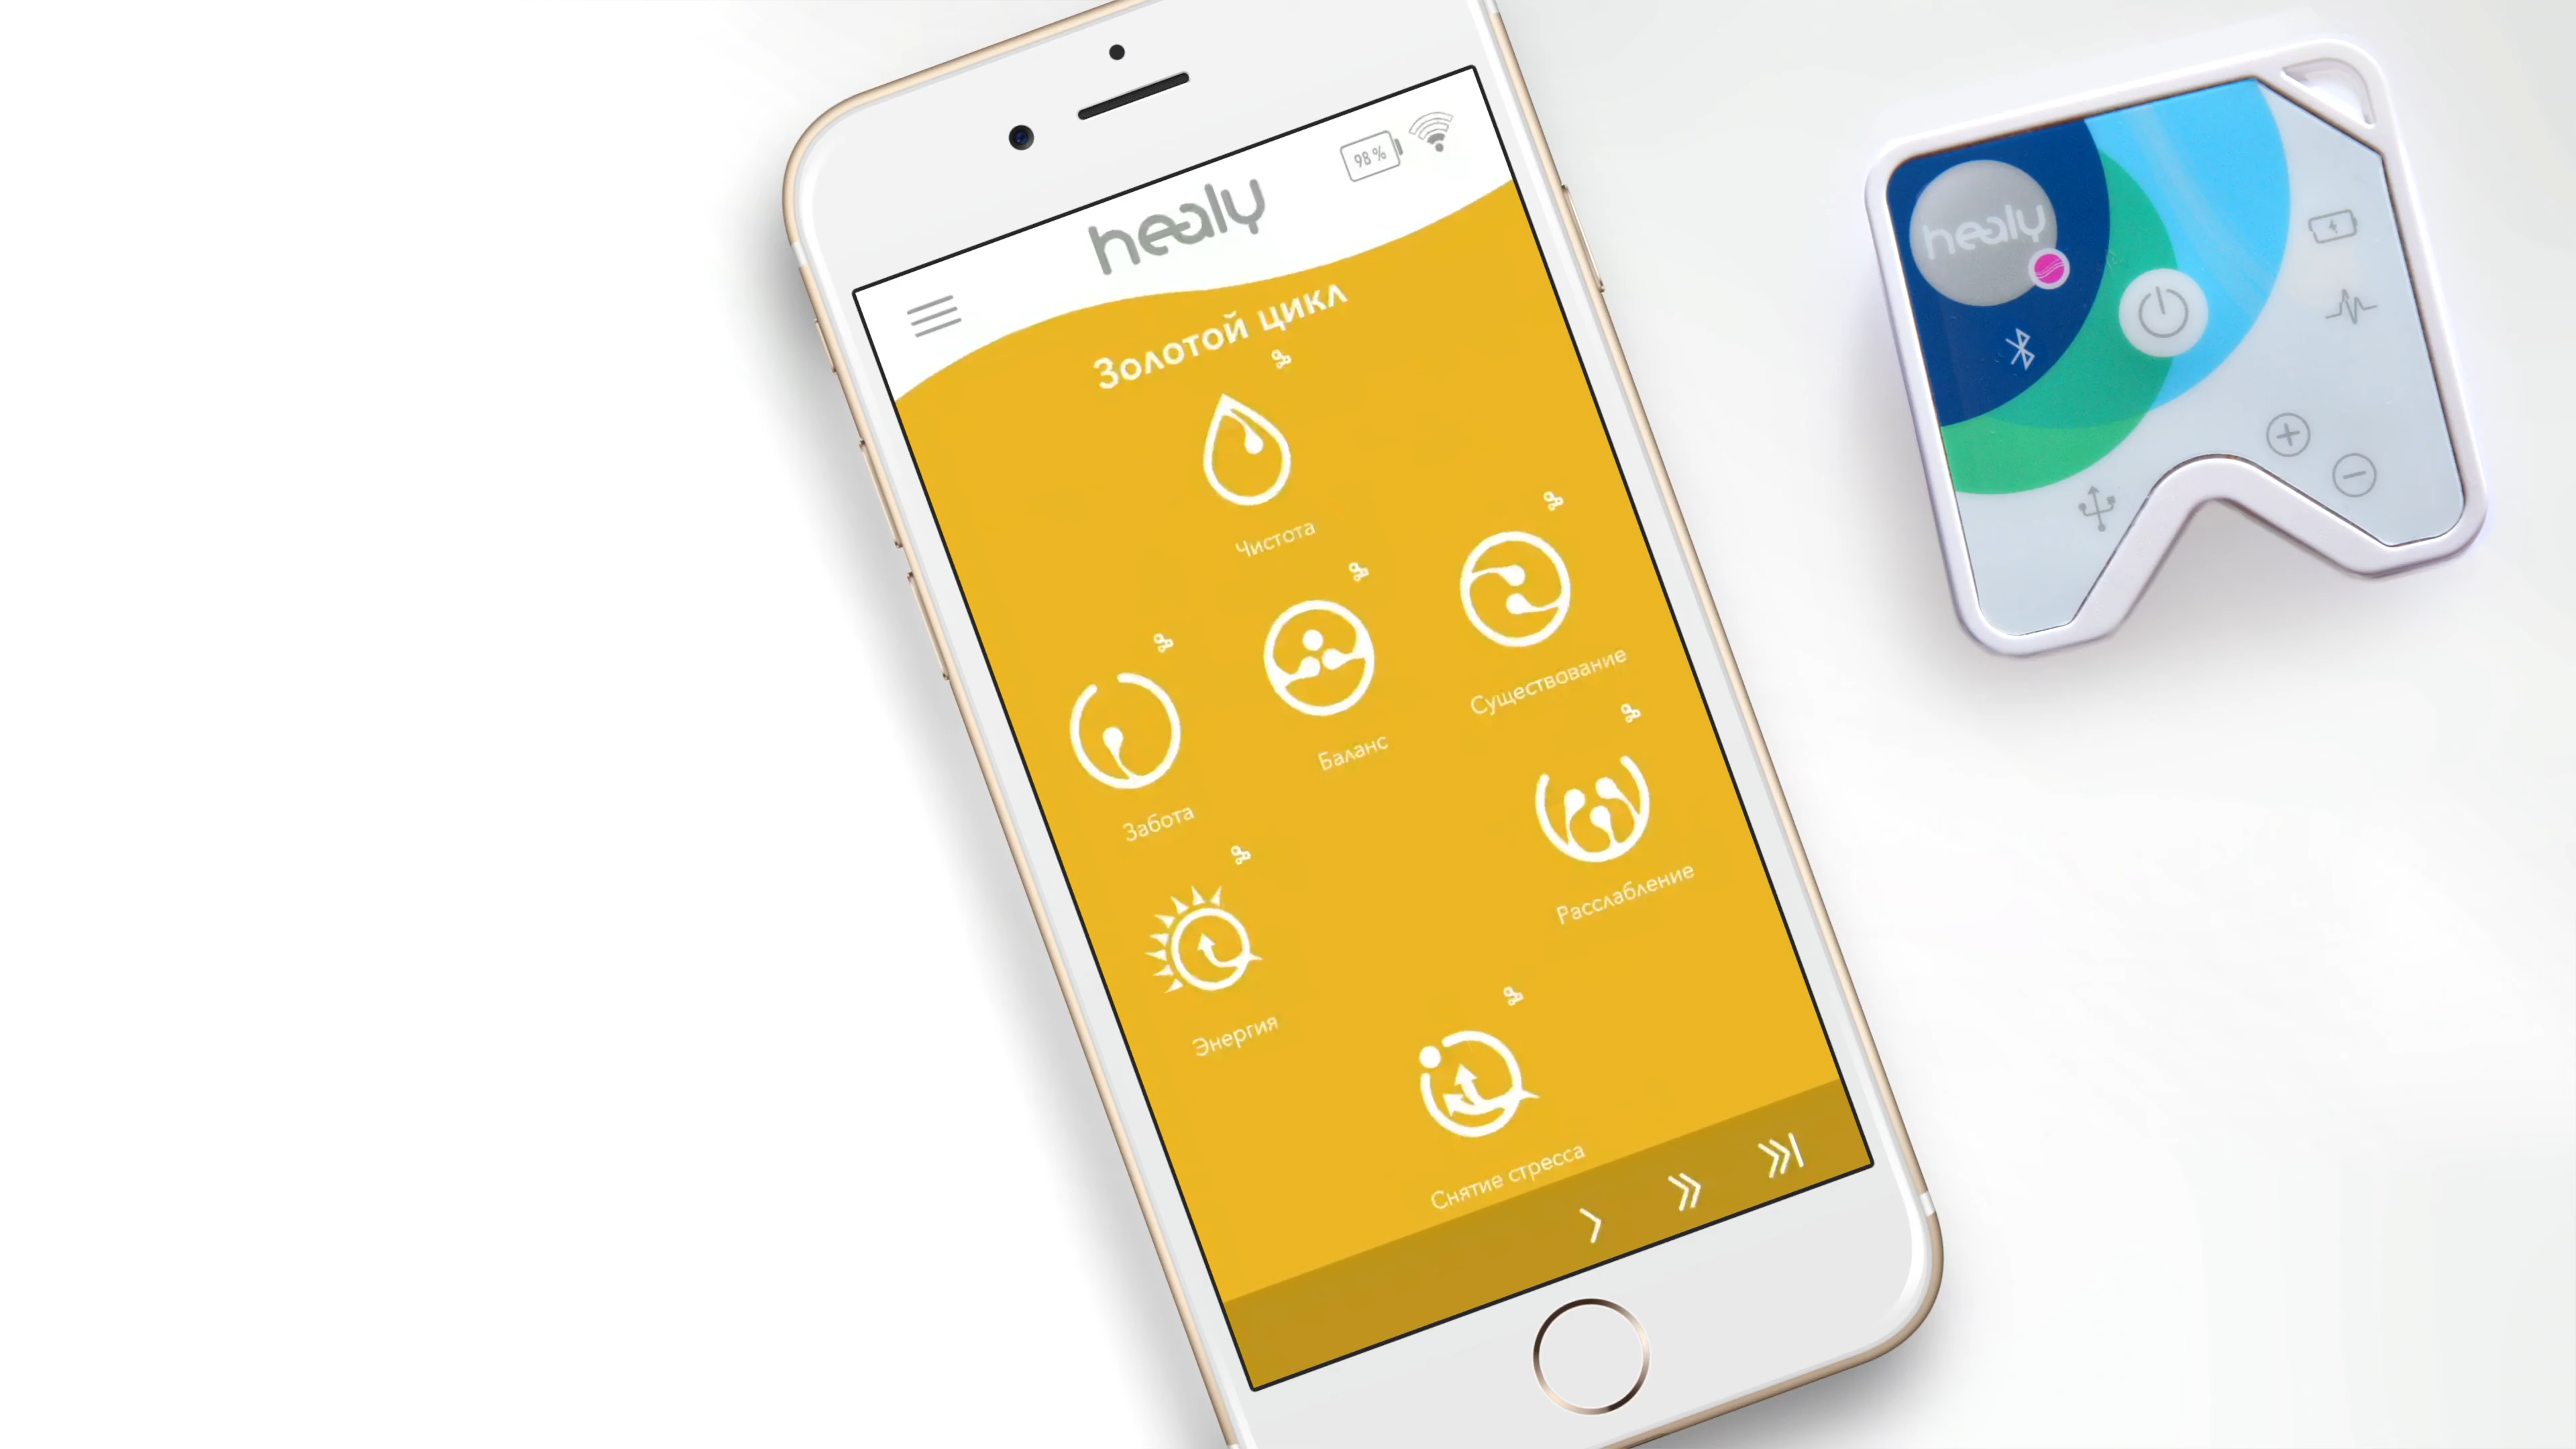 98 %
healy
Золотой цикл
Чистота
Существование
Баланс
Забота
Расслабление
Энергия
Снятие стресса
healy